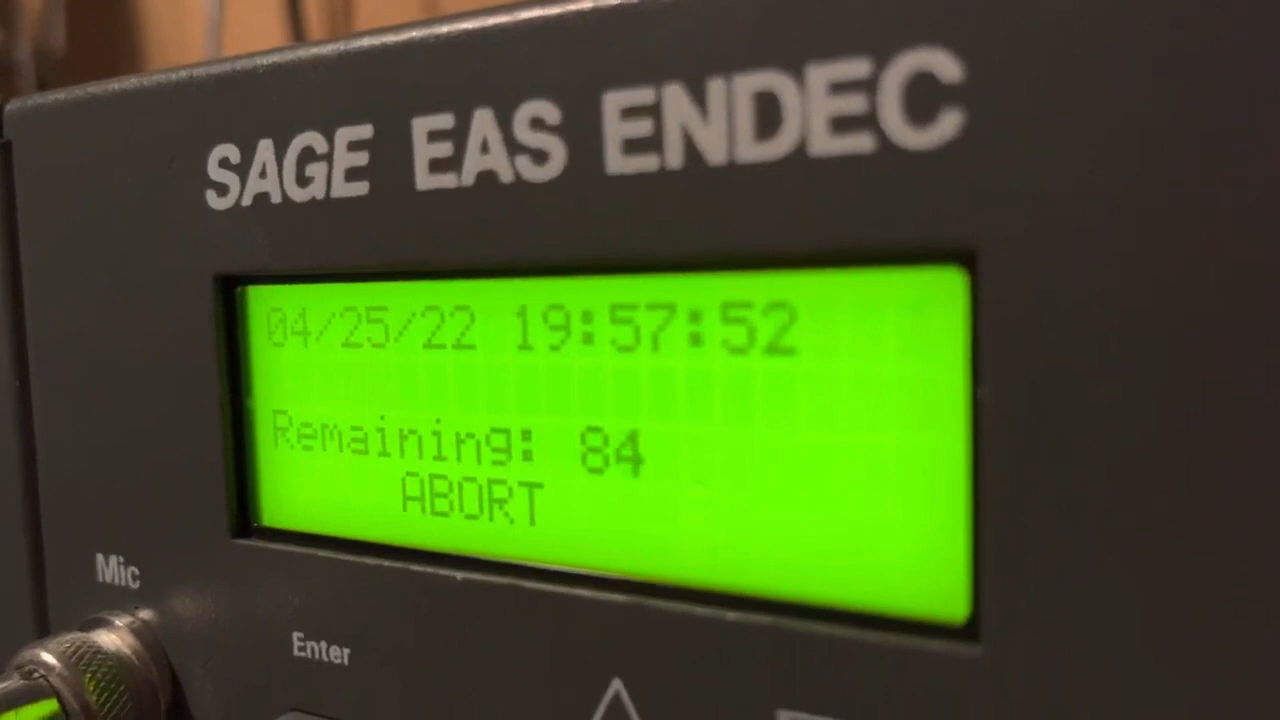 SAGE EAS ENDEC
04/25/22 19:57:52
Remaining: 84
ABORT
Mic
Enter